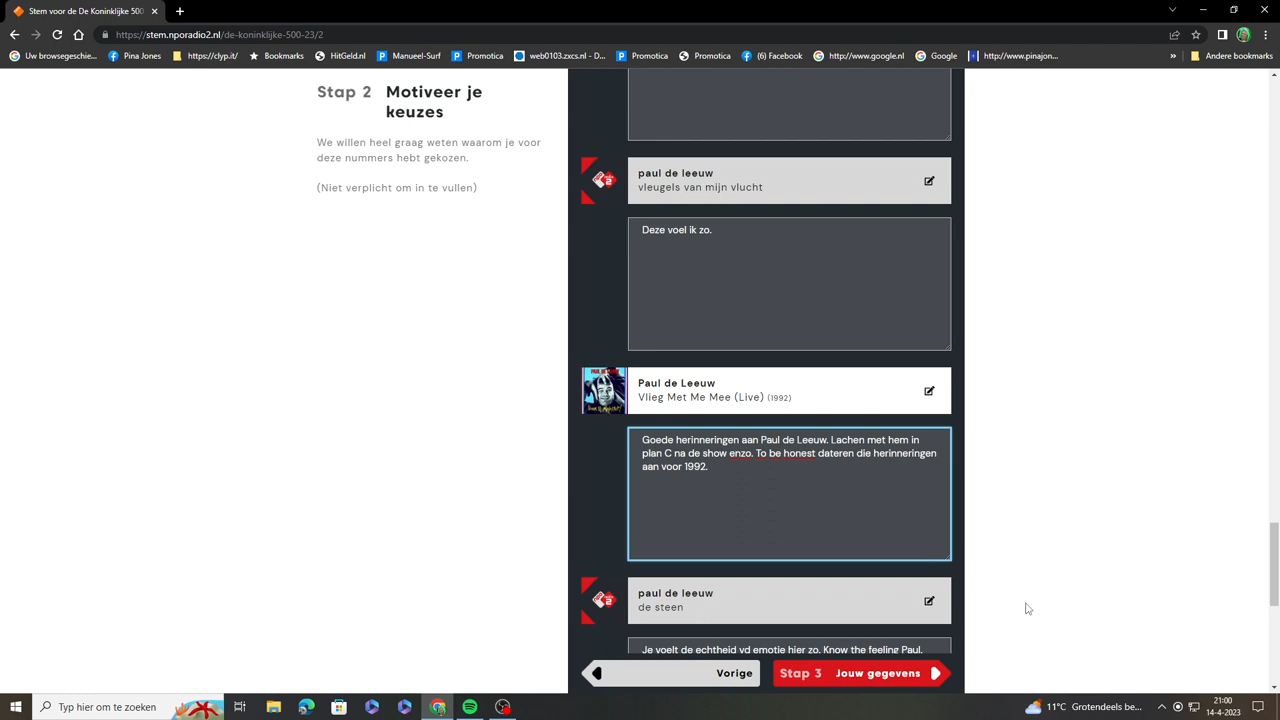 Stem voor de De Koninklijke 500
https://stem.nporadio2.nl/de-koninklijke-500-23/2
Uw browsegeschie...
Pina Jones
https://clyp.it/
Bookmarks
HitGeld.nl
Manueel-Surf
Promotica
web0103.zxcs.nl – D...
Promotica
Promotica
(6) Facebook
http://www.google.nl
Google
http://www.pinajon...
»
Andere bookmarks
Stap 2 Motiveer je
keuzes
We willen heel graag weten waarom je voor
deze nummers hebt gekozen.
(Niet verplicht om in te vullen)
paul de leeuw
vleugels van mijn vlucht
Deze voel ik zo.
Paul de Leeuw
Vlieg Met Me Mee (Live) (1992)
Goede herinneringen aan Paul de Leeuw. Lachen met hem in
plan C na de show enzo. To be honest dateren die herinneringen
aan voor 1992.
paul de leeuw
de steen
Je voelt de echtheid vd emotie hier zo. Know the feeling Paul.
Vorige
Stap 3 Jouw gegevens
Typ hier om te zoeken
11°C Grotendeels be...
21:00
14-4-2023